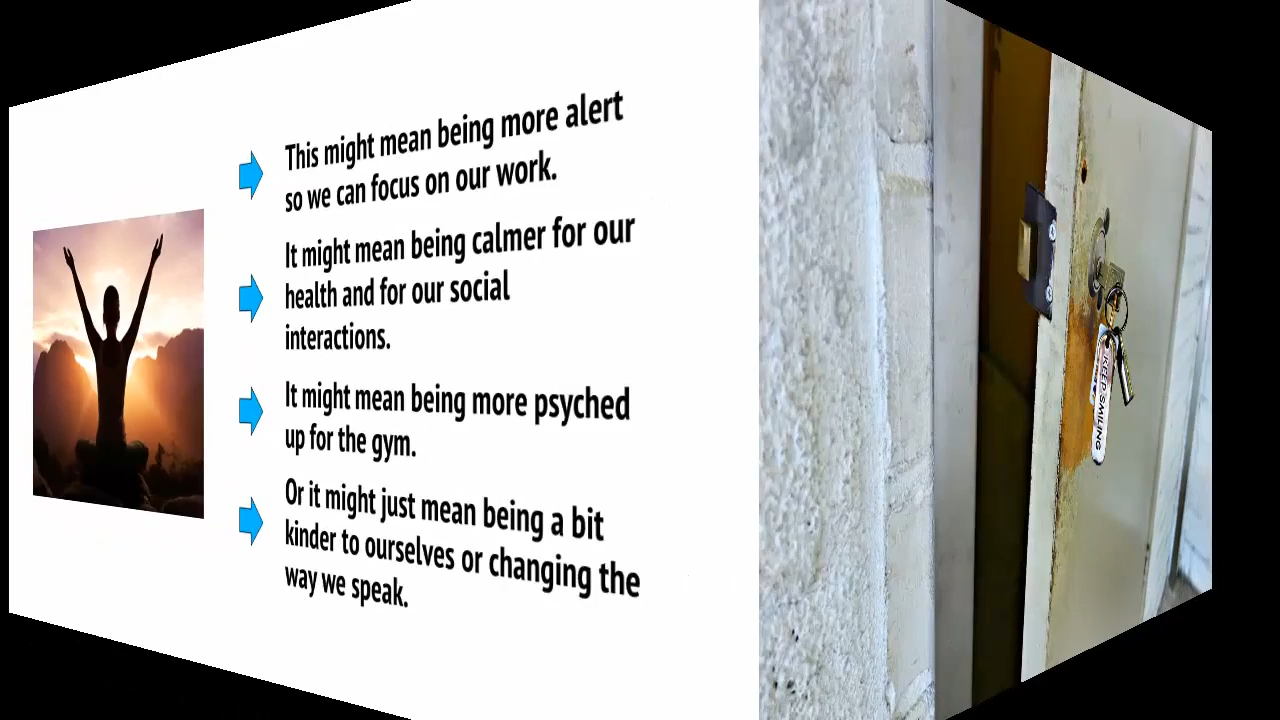 This might mean being more alert
so we can focus on our work.
It might mean being calmer for our
health and for our social
interactions.
It might mean being more psyched
up for the gym.
Or it might just mean being a bit
kinder to ourselves or changing the
way we speak.
KEEP SMILING